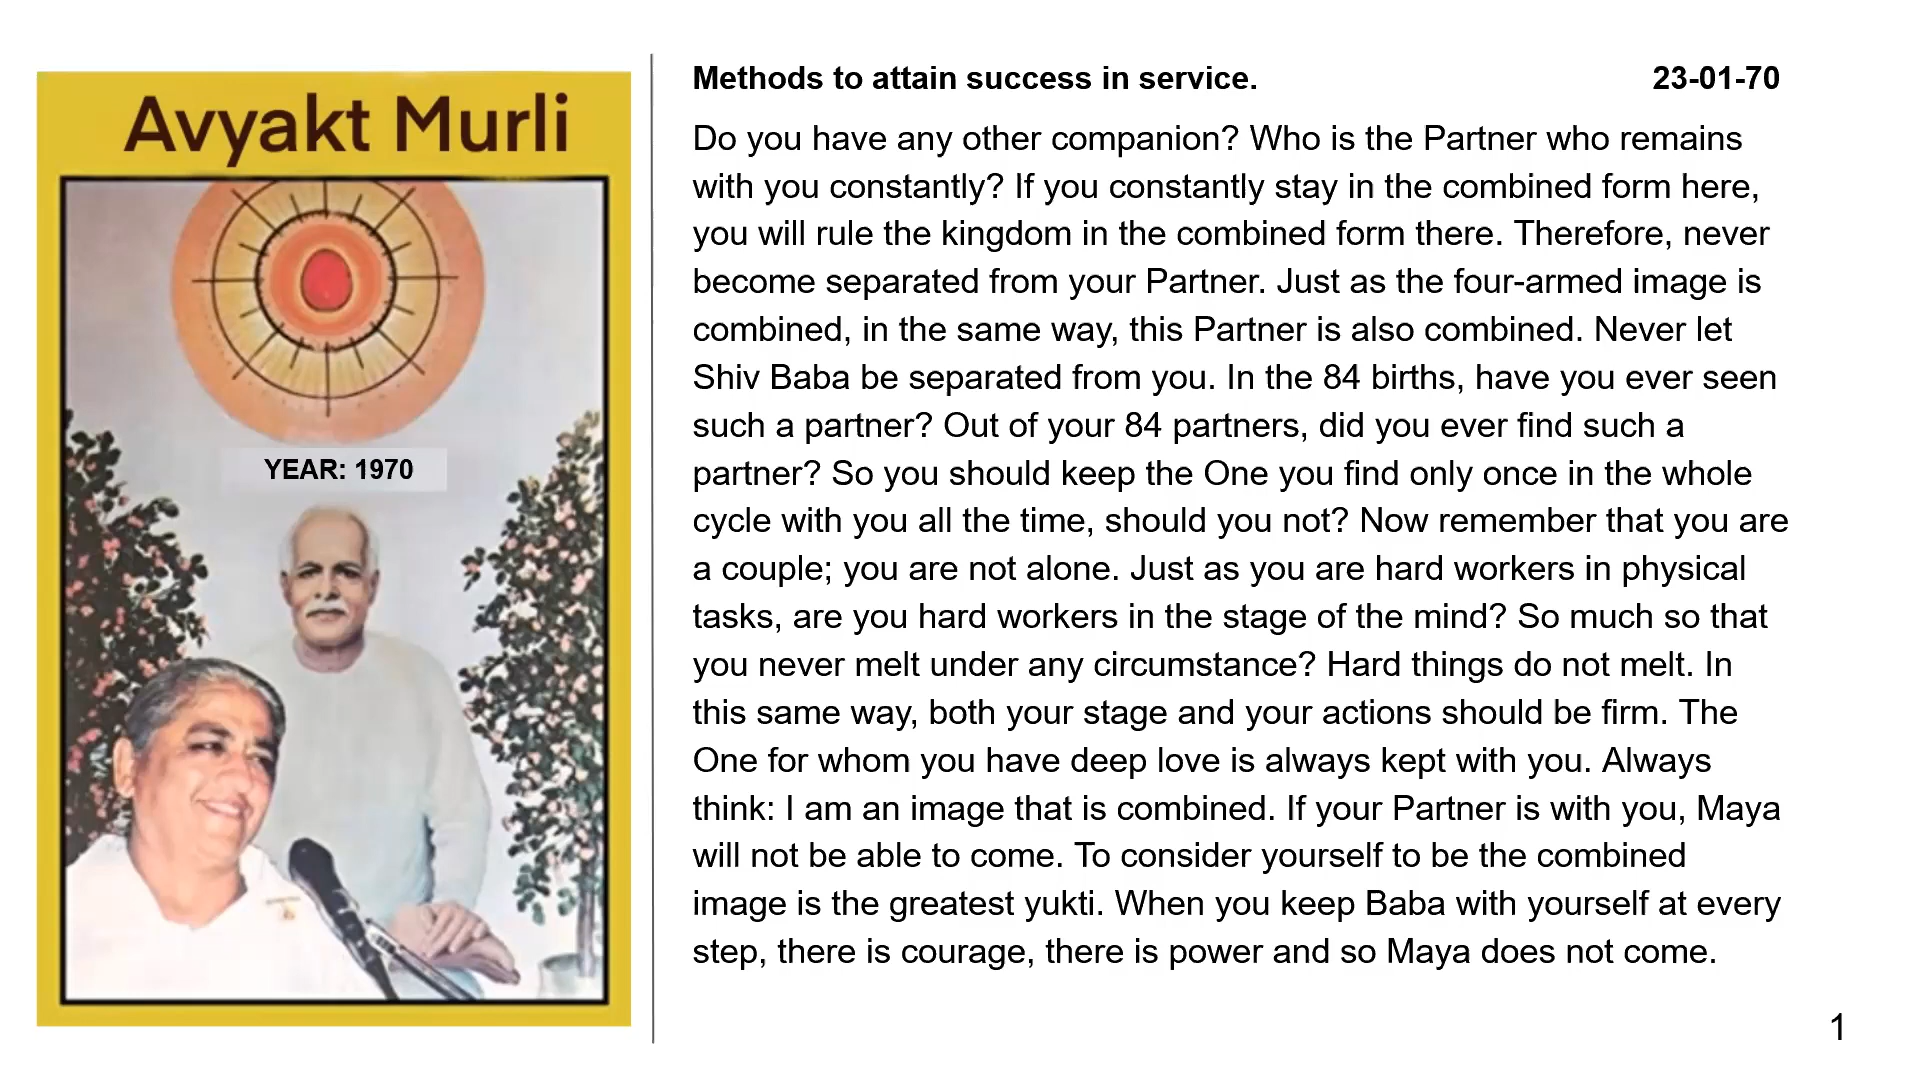 Avyakt Murli
YEAR: 1970
Methods to attain success in service. 23-01-70
Do you have any other companion? Who is the Partner who remains
with you constantly? If you constantly stay in the combined form here,
you will rule the kingdom in the combined form there. Therefore, never
become separated from your Partner. Just as the four-armed image is
combined, in the same way, this Partner is also combined. Never let
Shiv Baba be separated from you. In the 84 births, have you ever seen
such a partner? Out of your 84 partners, did you ever find such a
partner? So you should keep the One you find only once in the whole
cycle with you all the time, should you not? Now remember that you are
a couple; you are not alone. Just as you are hard workers in physical
tasks, are you hard workers in the stage of the mind? So much so that
you never melt under any circumstance? Hard things do not melt. In
this same way, both your stage and your actions should be firm. The
One for whom you have deep love is always kept with you. Always
think: I am an image that is combined. If your Partner is with you, Maya
will not be able to come. To consider yourself to be the combined
image is the greatest yukti. When you keep Baba with yourself at every
step, there is courage, there is power and so Maya does not come.
1